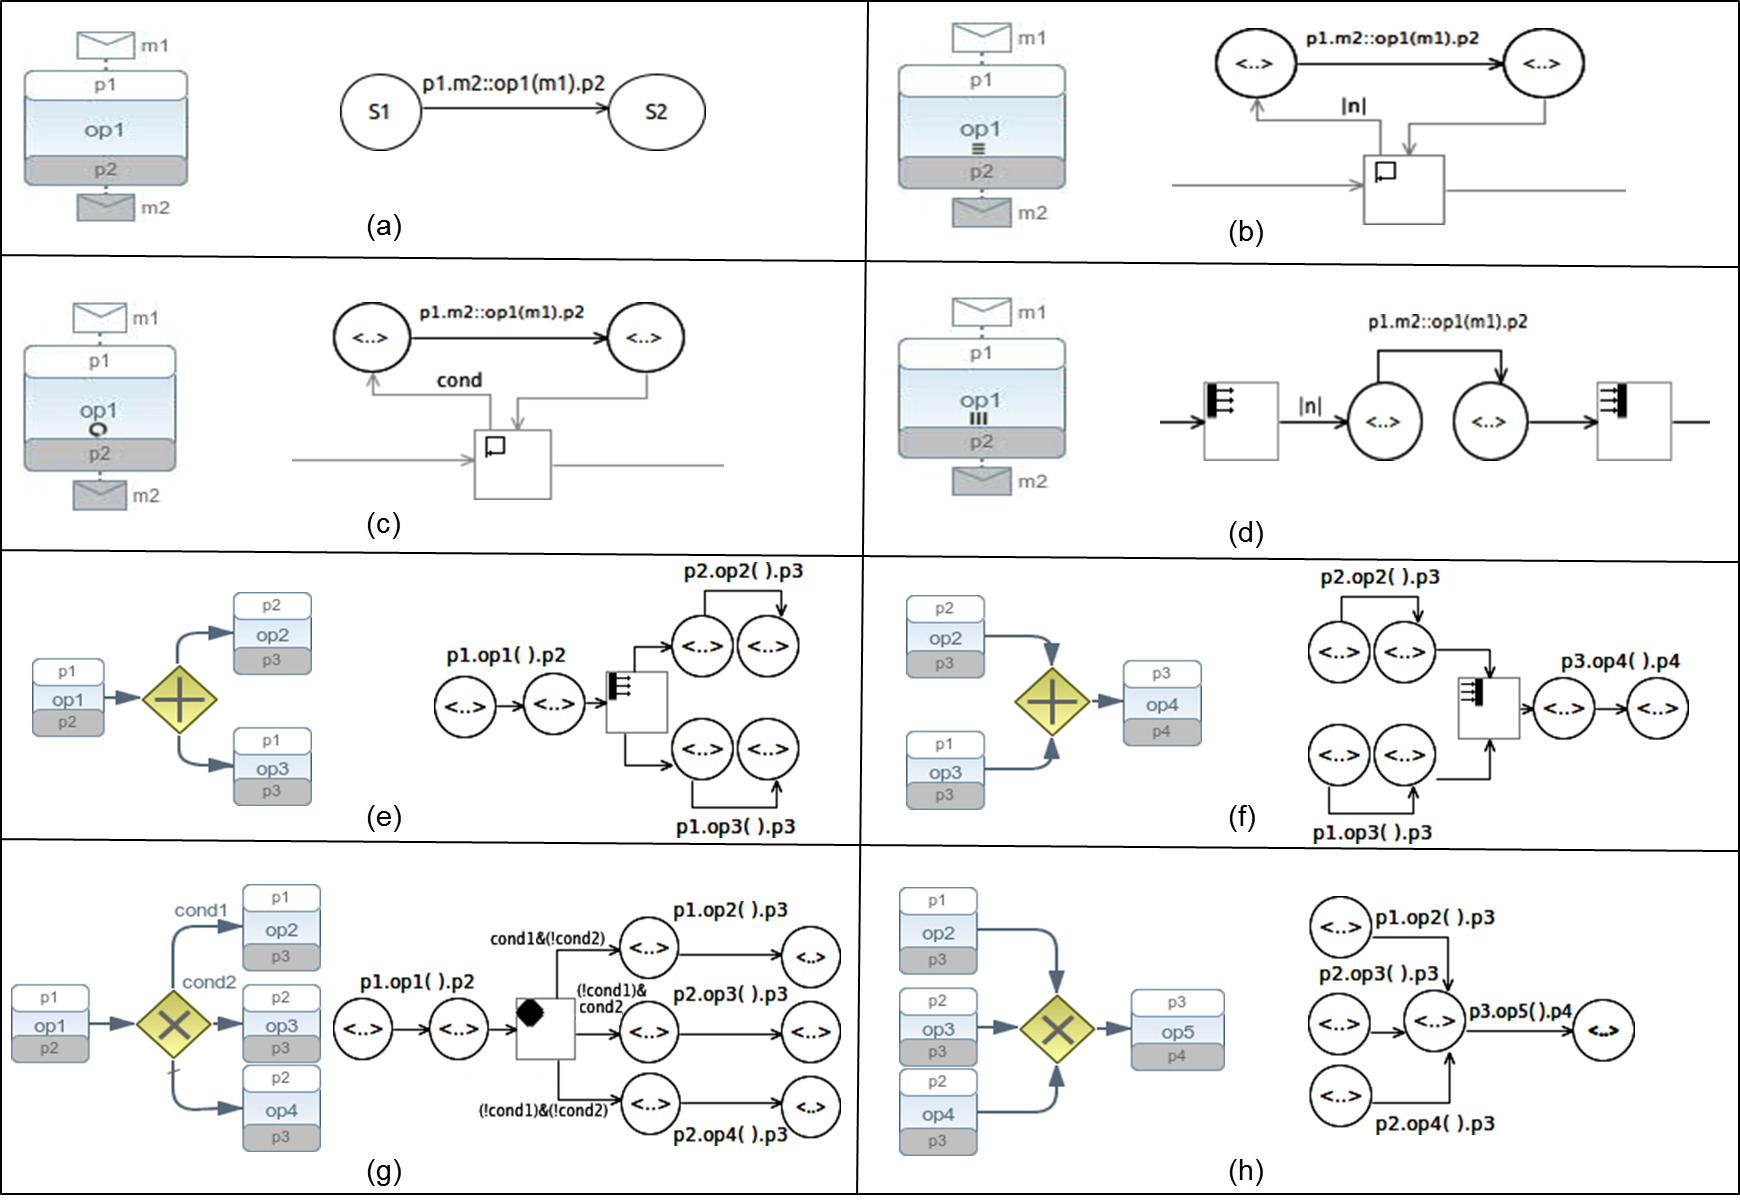 m1
p1
op1
p2
m2
p1.m2::op1(m1).p2
S1
S2
(a)
m1
p1
op1
p2
m2
p1.m2::op1(m1).p2
<..>
<..>
|n|
(b)
m1
p1
op1
p2
m2
p1.m2::op1(m1).p2
<..>
<..>
cond
(c)
m1
p1
op1
p2
m2
p1.m2::op1(m1).p2
|n|
<..>
<..>
(d)
p1
op1
p2
p2
op2
p3
p1
op3
p3
p2.op2( ).p3
<..>
<..>
p1.op1( ).p2
<..>
<..>
<..>
<..>
p1.op3( ).p3
(e)
p2
op2
p3
p1
op3
p3
p3
op4
p4
p2.op2( ).p3
<..>
<..>
p3.op4( ).p4
<..>
<..>
<..>
<..>
p1.op3( ).p3
(f)
p1
op1
p2
cond1
cond2
p1
op2
p3
p2
op3
p3
p2
op4
p3
p1.op1( ).p2
<..>
<..>
cond1&(!cond2)
p1.op2( ).p3
<..>
<..>
(!cond1)&
cond2
p2.op3( ).p3
<..>
<..>
(!cond1)&(!cond2)
<..>
<..>
p2.op4( ).p3
(g)
p1
op2
p3
p2
op3
p3
p2
op4
p3
p3
op5
p4
<..>
p1.op2( ).p3
p2.op3( ).p3
<..>
<..>
p3.op5().p4
<..>
<..>
p2.op4( ).p3
(h)